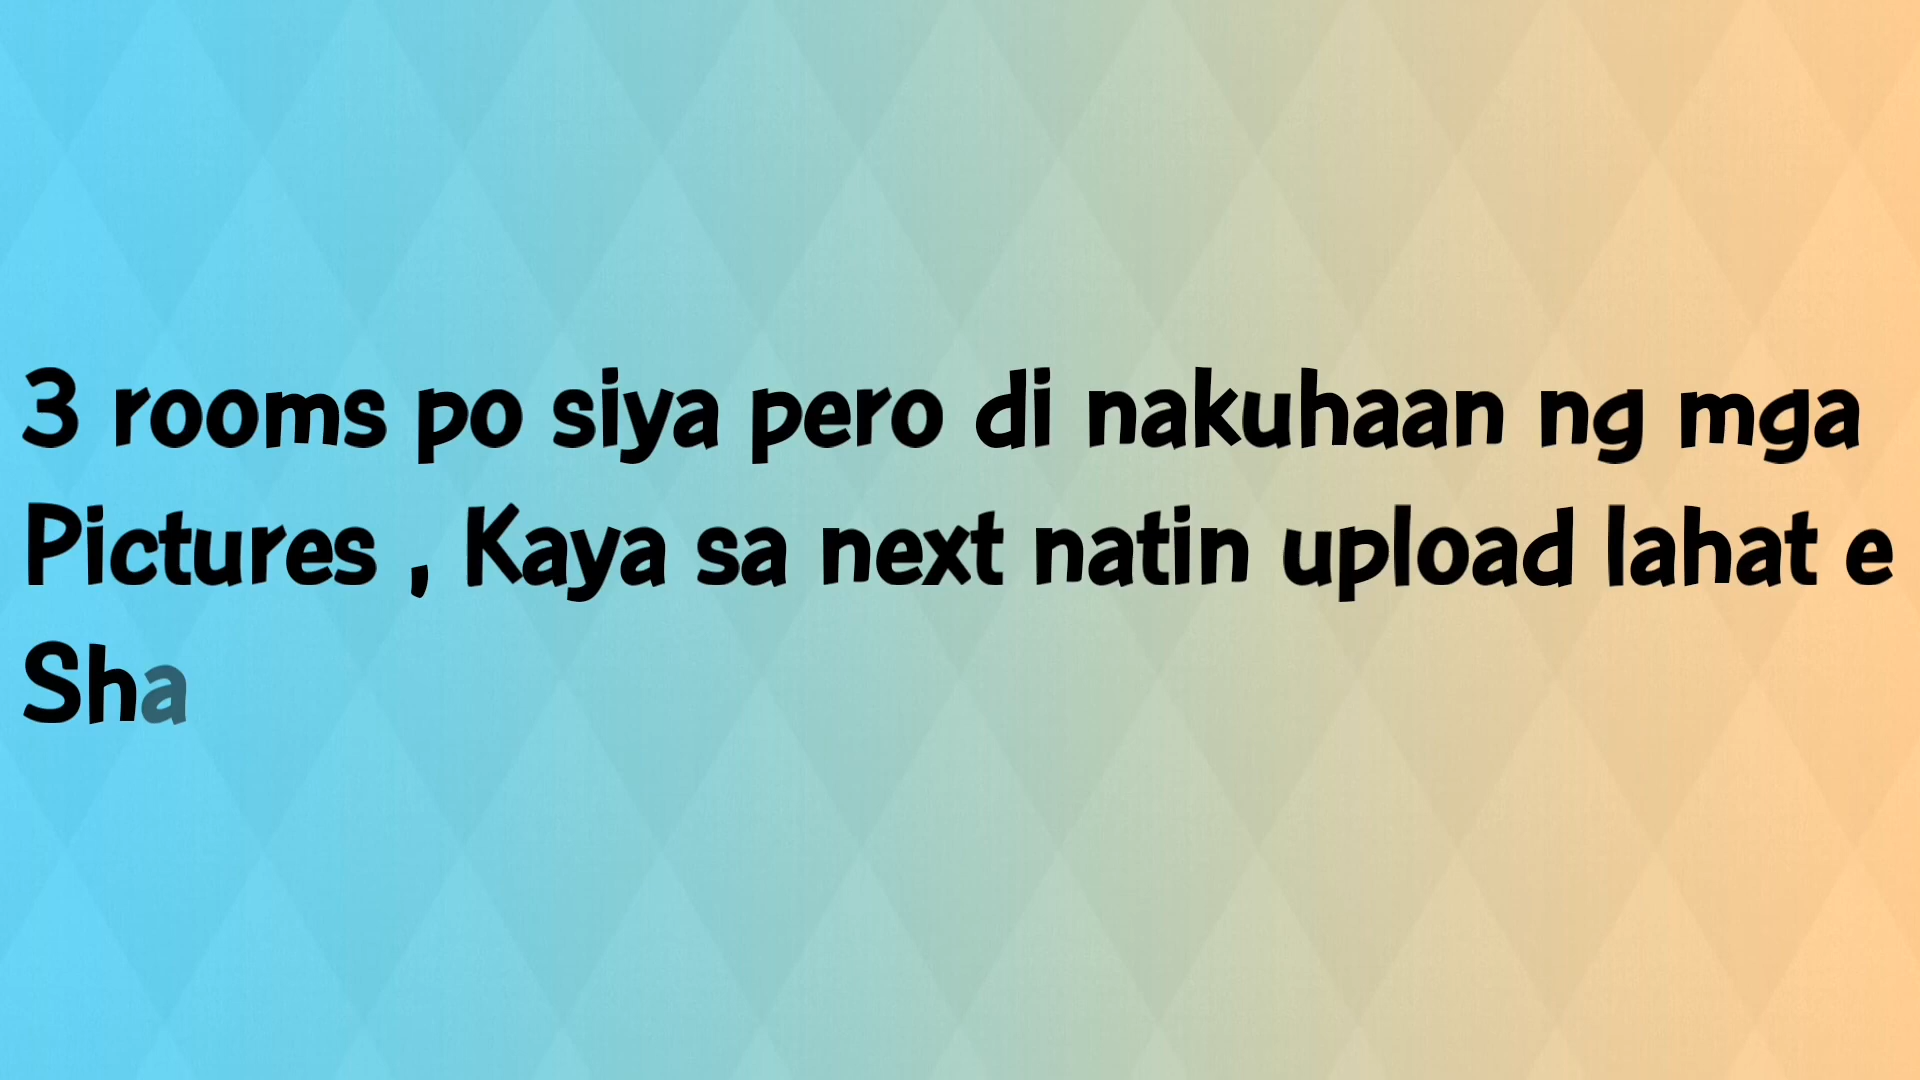 3 rooms po siya pero di nakuhaan ng mga
Pictures , Kaya sa next natin upload lahat e
Sha